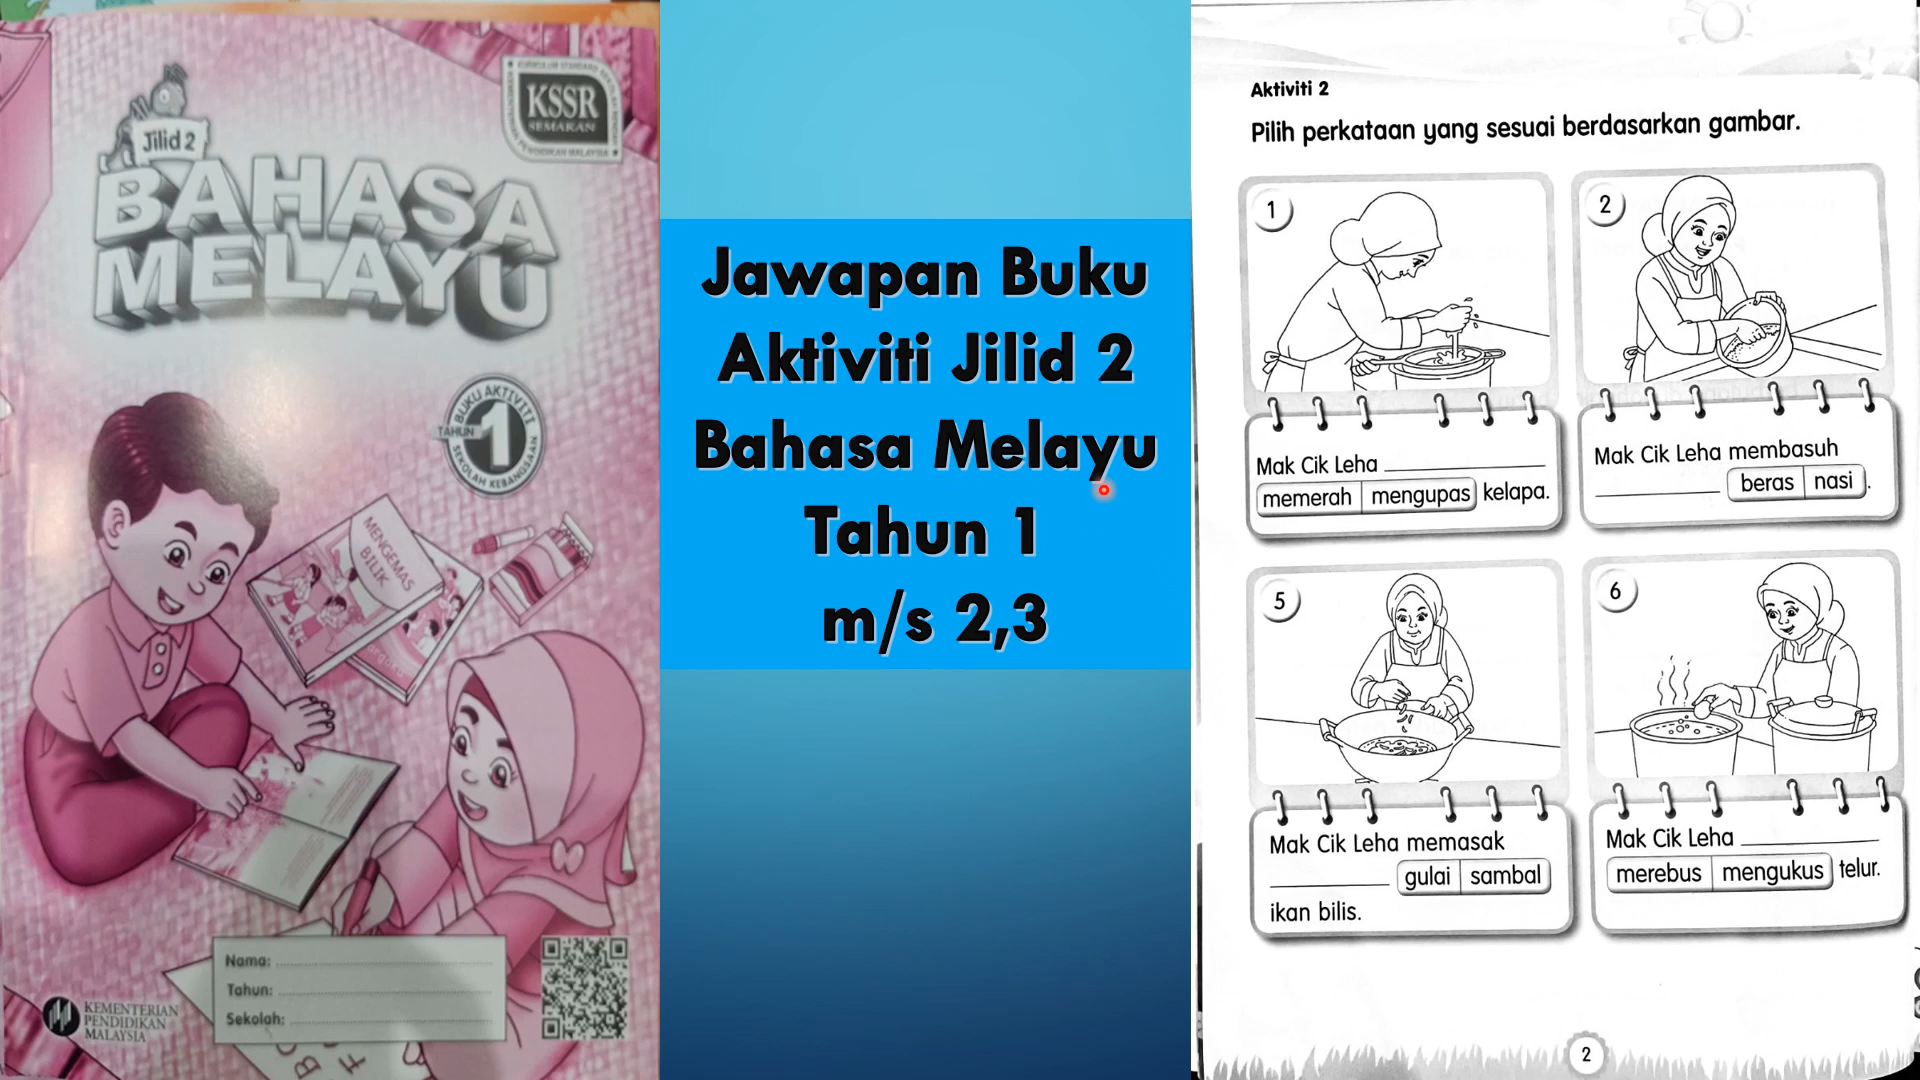 Jilid 2
BAHASA
MELAYU
KSSR
SEMAKAN
BUKU AKTIVITI
TAHUN 1
SEKOLAH KEBANGSAAN
MENGEMAS
BILIK
Nama:
Tahun:
Sekolah:
KEMENTERIAN
PENDIDIKAN
MALAYSIA
Jawapan Buku
Aktiviti Jilid 2
Bahasa Melayu
Tahun 1
m/s 2,3
Aktiviti 2
Pilih perkataan yang sesuai berdasarkan gambar.
1
Mak Cik Leha
memerah mengupas kelapa.
2
Mak Cik Leha membasuh
beras nasi .
5
Mak Cik Leha memasak
gulai sambal
ikan bilis.
6
Mak Cik Leha
merebus mengukus telur.
2